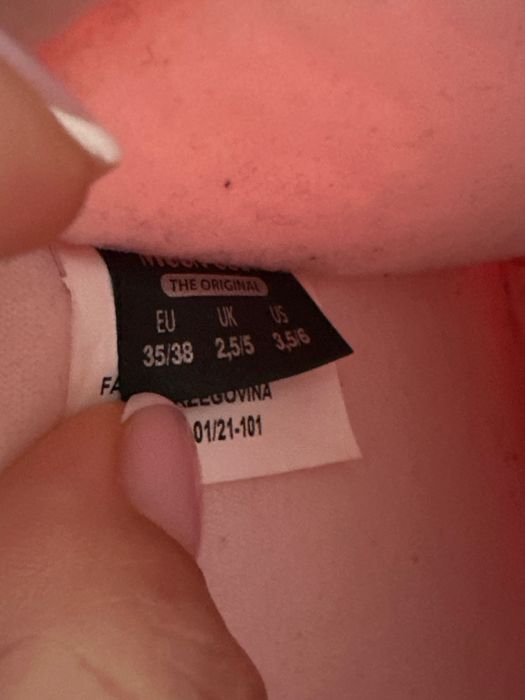 THE ORIGINAL
EU UK US
35/38 2,5/5 3,5/6
01/21-101